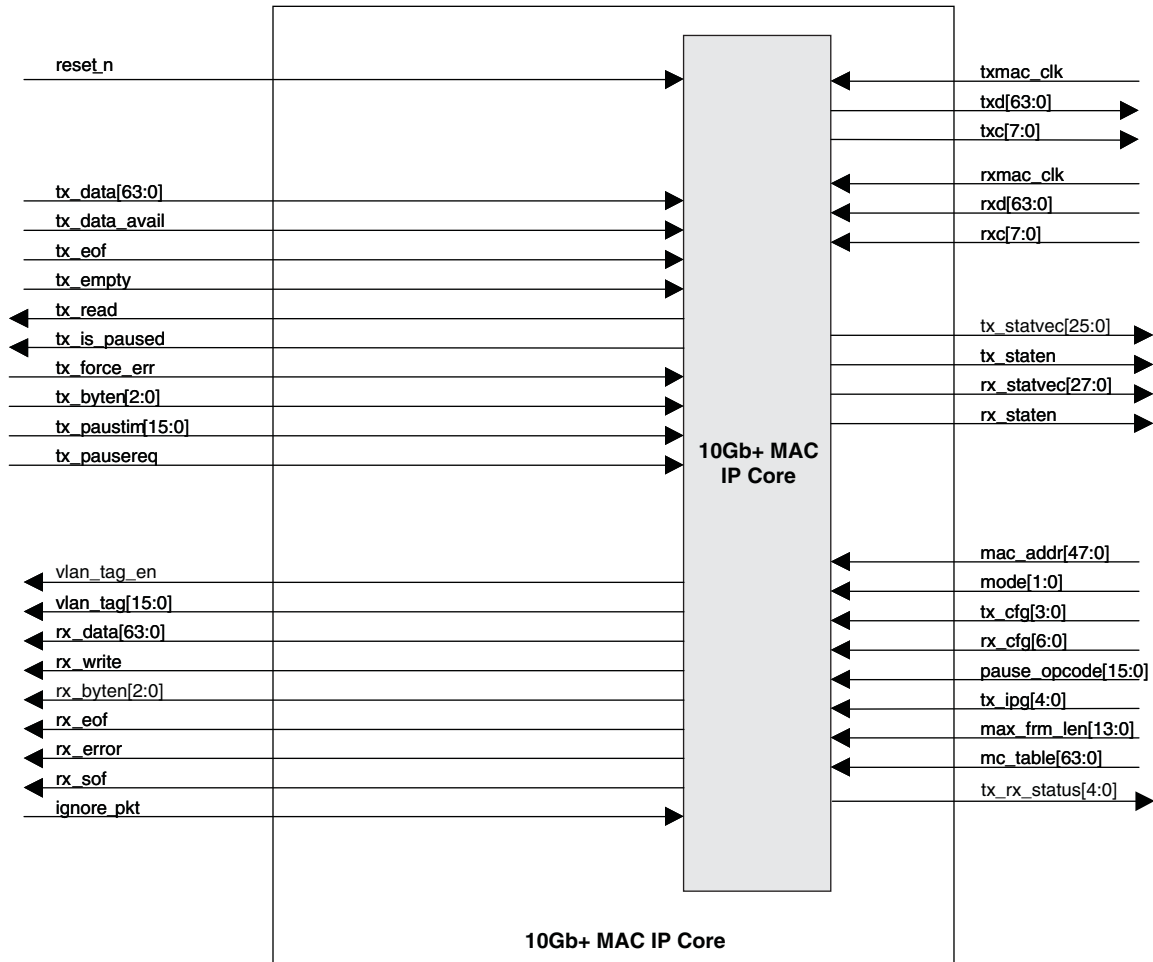 reset_n
tx_data[63:0]
tx_data_avail
tx_eof
tx_empty
tx_read
tx_is_paused
tx_force_err
tx_byten[2:0]
tx_paustim[15:0]
tx_pausereq
vlan_tag_en
vlan_tag[15:0]
rx_data[63:0]
rx_write
rx_byten[2:0]
rx_eof
rx_error
rx_sof
ignore_pkt
10Gb+ MAC
IP Core
txmac_clk
txd[63:0]
txc[7:0]
rxmac_clk
rxd[63:0]
rxc[7:0]
tx_statvec[25:0]
tx_staten
rx_statvec[27:0]
rx_staten
mac_addr[47:0]
mode[1:0]
tx_cfg[3:0]
rx_cfg[6:0]
pause_opcode[15:0]
tx_ipg[4:0]
max_frm_len[13:0]
mc_table[63:0]
tx_rx_status[4:0]
10Gb+ MAC IP Core